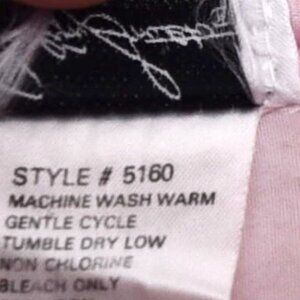 STYLE # 5160
MACHINE WASH WARM
GENTLE CYCLE
TUMBLE DRY LOW
NON CHLORINE
BLEACH ONLY